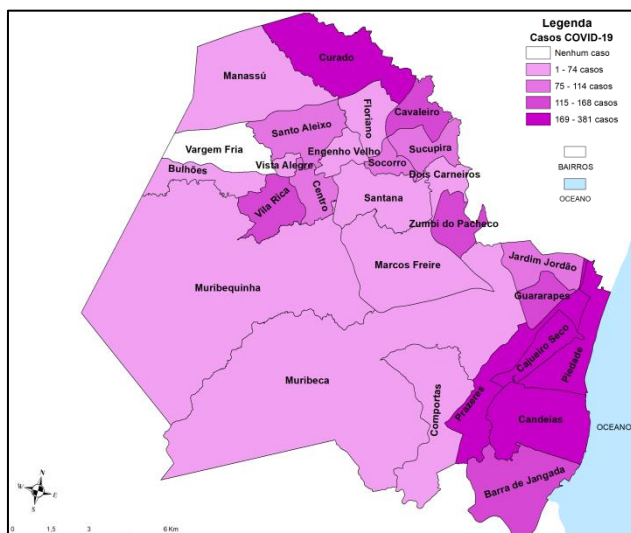 Legenda
Casos COVID-19
Nenhum caso
1 - 74 casos
75 - 114 casos
115 - 168 casos
169 - 381 casos
BAIRROS
OCEANO
Curado
Manassú
Floriano
Cavaleiro
Santo Aleixo
Vargem Fria
Engenho Velho
Sucupira
Vista Alegre
Socorro
Bulhões
Dois Carneiros
Vila Rica
Centro
Santana
Zumbi do Pacheco
Marcos Freire
Jardim Jordão
Muribequinha
Guararapes
Cajueiro Seco
Piedade
Muribeca
Comportas
Prazeres
Candeias
OCEANO
Barra de Jangada
N
W
E
S
0 1,5 3 6 Km